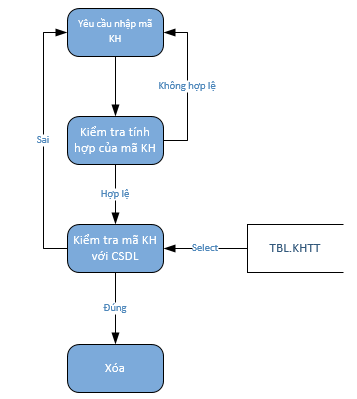 Yêu cầu nhập mã
KH
Không hợp lệ
Kiểm tra tính
hợp của mã KH
Sai
Hợp lệ
Kiểm tra mã KH
với CSDL
Select
TBL.KHTT
Đúng
Xóa